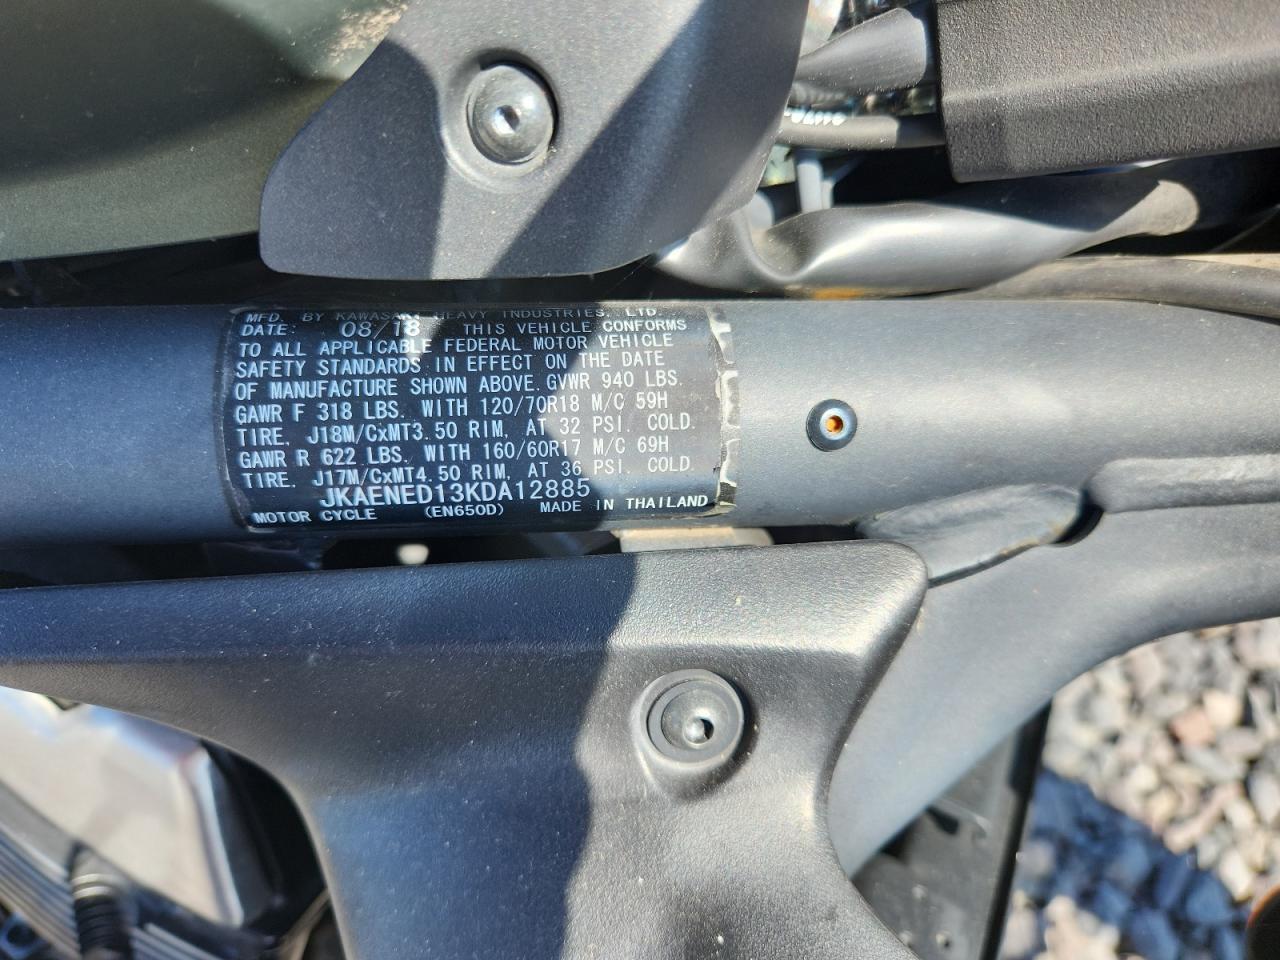 MFD. BY KAWASAKI HEAVY INDUSTRIES, LTD.
DATE: 08/18 THIS VEHICLE CONFORMS
TO ALL APPLICABLE FEDERAL MOTOR VEHICLE
SAFETY STANDARDS IN EFFECT ON THE DATE
OF MANUFACTURE SHOWN ABOVE. GVWR 940 LBS.
GAWR F 318 LBS. WITH 120/70R18 M/C 59H
TIRE, J18M/CxMT3.50 RIM, AT 32 PSI. COLD.
GAWR R 622 LBS. WITH 160/60R17 M/C 69H
TIRE, J17M/CxMT4.50 RIM, AT 36 PSI. COLD.
JKAENED13KDA12885
MOTOR CYCLE (EN650D) MADE IN THAILAND